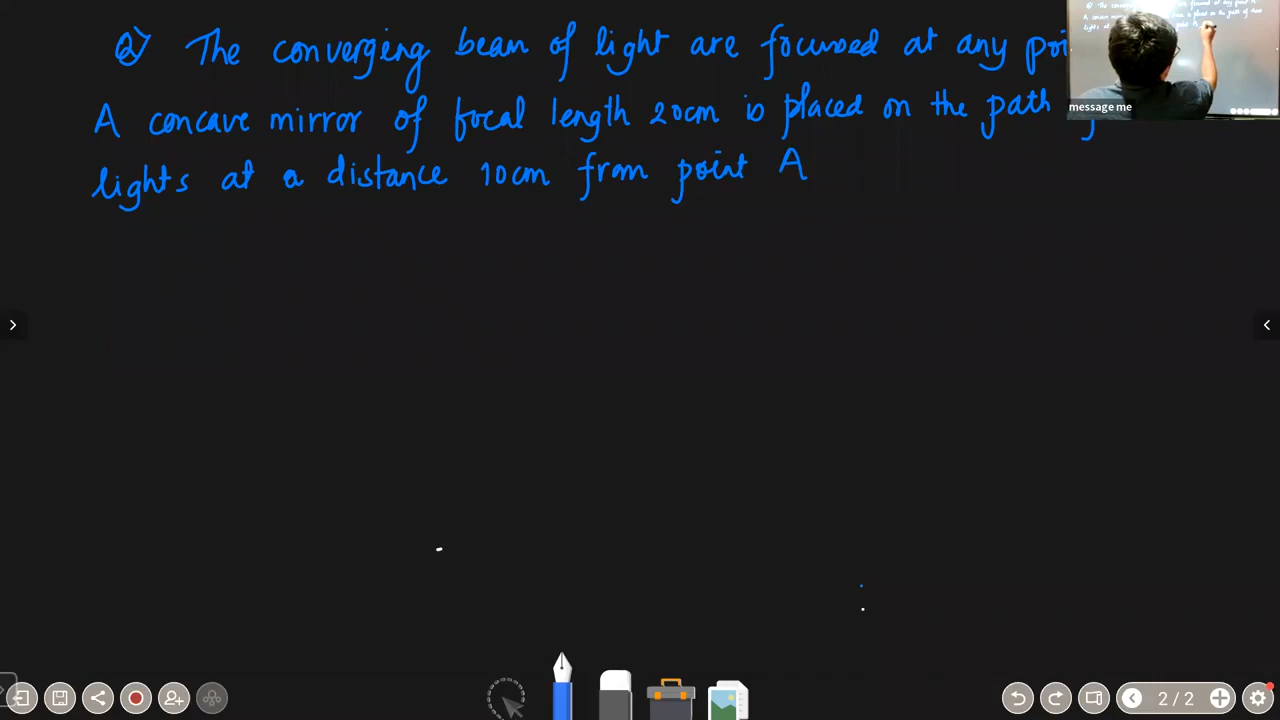 Q) The converging beam of light are focused at any
A concave mirror of focal length 20cm is placed on the path
lights at a distance 10cm from point A
message me
2/2